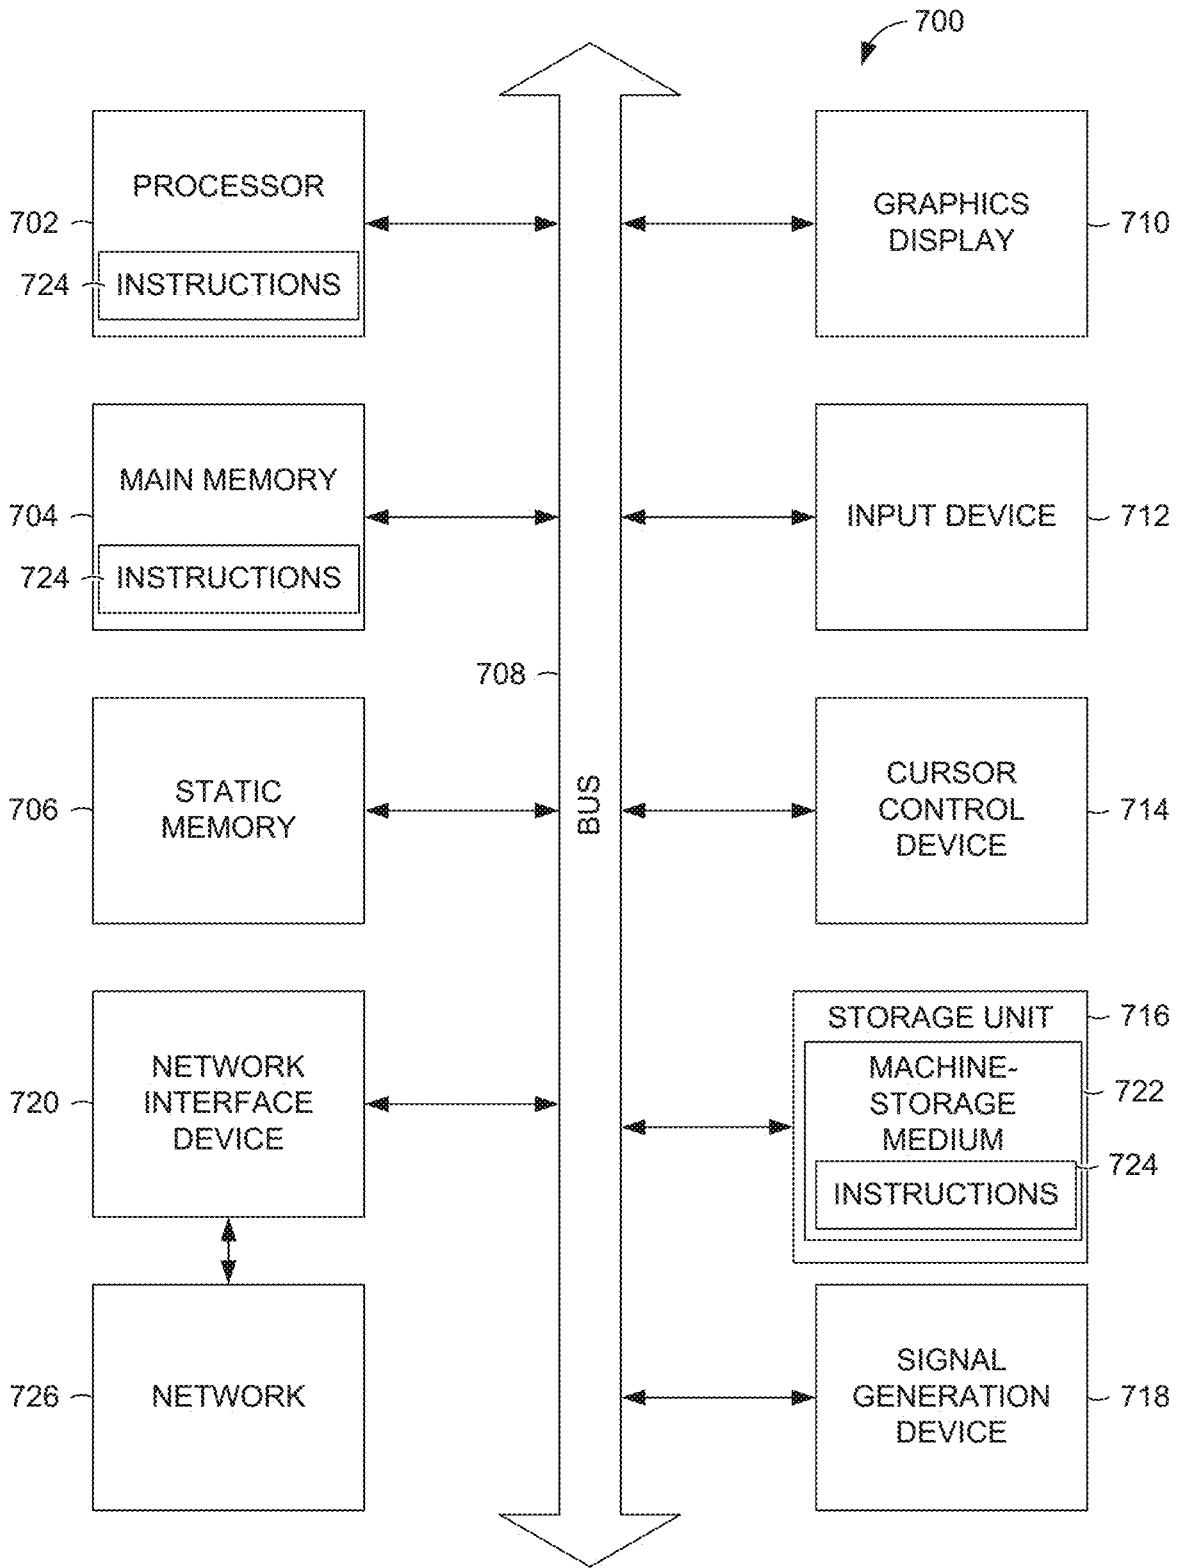 700
PROCESSOR
702
724
INSTRUCTIONS
GRAPHICS
DISPLAY
710
MAIN MEMORY
704
724
INSTRUCTIONS
INPUT DEVICE
712
708
BUS
STATIC
MEMORY
706
CURSOR
CONTROL
DEVICE
714
NETWORK
INTERFACE
DEVICE
720
STORAGE UNIT
716
MACHINE-
STORAGE
MEDIUM
722
724
INSTRUCTIONS
NETWORK
726
SIGNAL
GENERATION
DEVICE
718